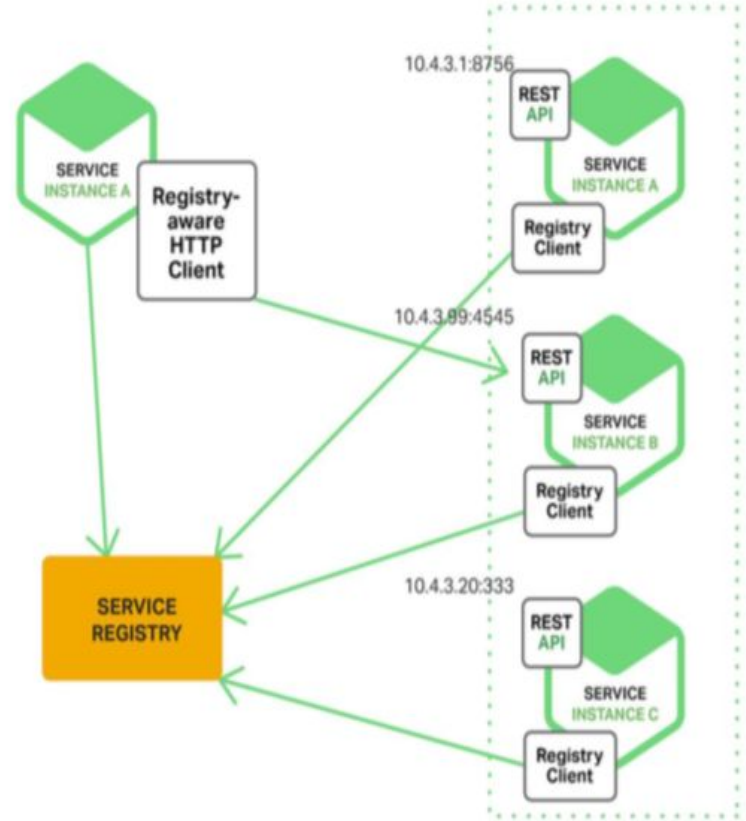 10.4.3.1:8756
REST
API
SERVICE
INSTANCE A
Registry
Client
SERVICE
INSTANCE A
Registry-
aware
HTTP
Client
10.4.3.99:4545
REST
API
SERVICE
INSTANCE B
Registry
Client
SERVICE
REGISTRY
10.4.3.20:333
REST
API
SERVICE
INSTANCE C
Registry
Client